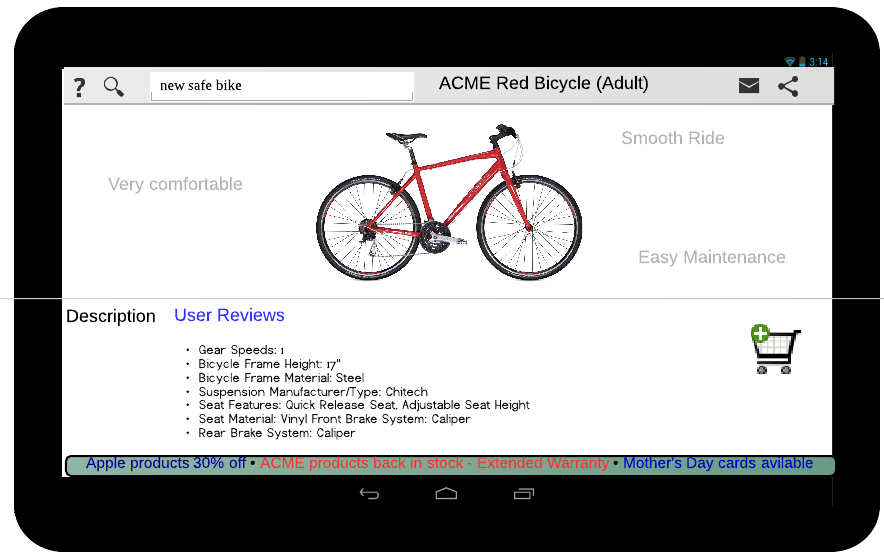 3:14
? new safe bike ACME Red Bicycle (Adult)
Smooth Ride
Very comfortable
Easy Maintenance
Description User Reviews
• Gear Speeds: 1
• Bicycle Frame Height: 17"
• Bicycle Frame Material: Steel
• Suspension Manufacturer/Type: Chitech
• Seat Features: Quick Release Seat, Adjustable Seat Height
• Seat Material: Vinyl Front Brake System: Caliper
• Rear Brake System: Caliper
Apple products 30% off • ACME products back in stock - Extended Warranty • Mother's Day cards avilable